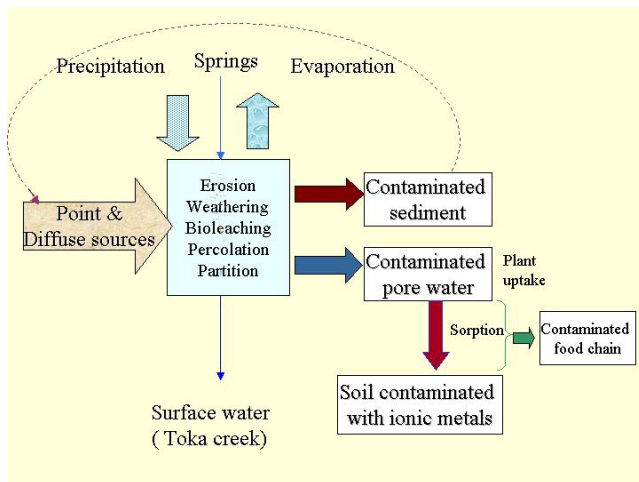 Precipitation
Springs
Evaporation
Point &
Diffuse sources
Erosion
Weathering
Bioleaching
Percolation
Partition
Contaminated
sediment
Contaminated
pore water
Plant
uptake
Sorption
Contaminated
food chain
Soil contaminated
with ionic metals
Surface water
( Toka creek)